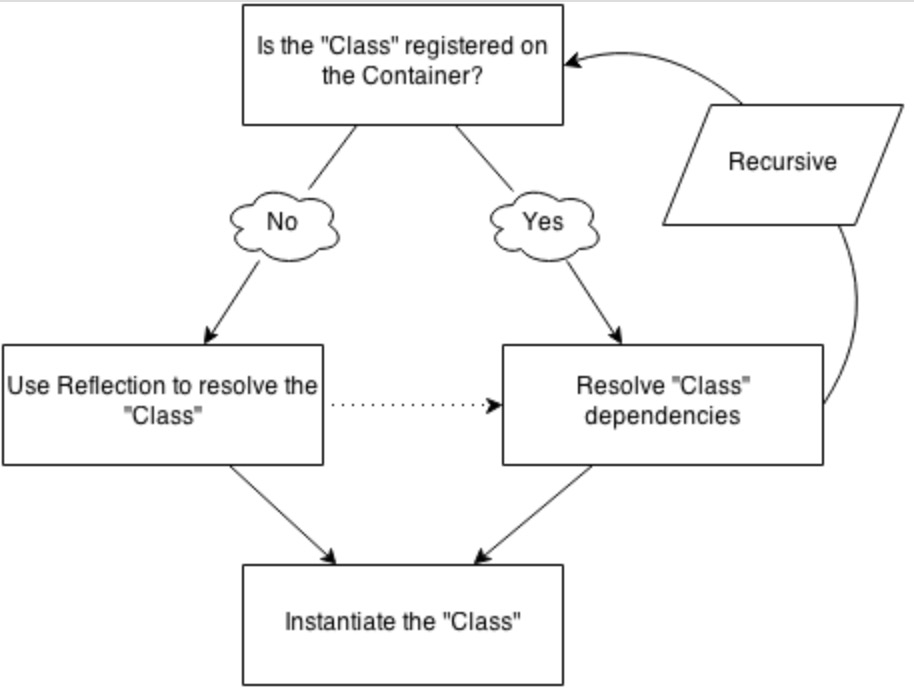 Is the "Class" registered on
the Container?
Recursive
No
Yes
Use Reflection to resolve the
"Class"
Resolve "Class"
dependencies
Instantiate the "Class"